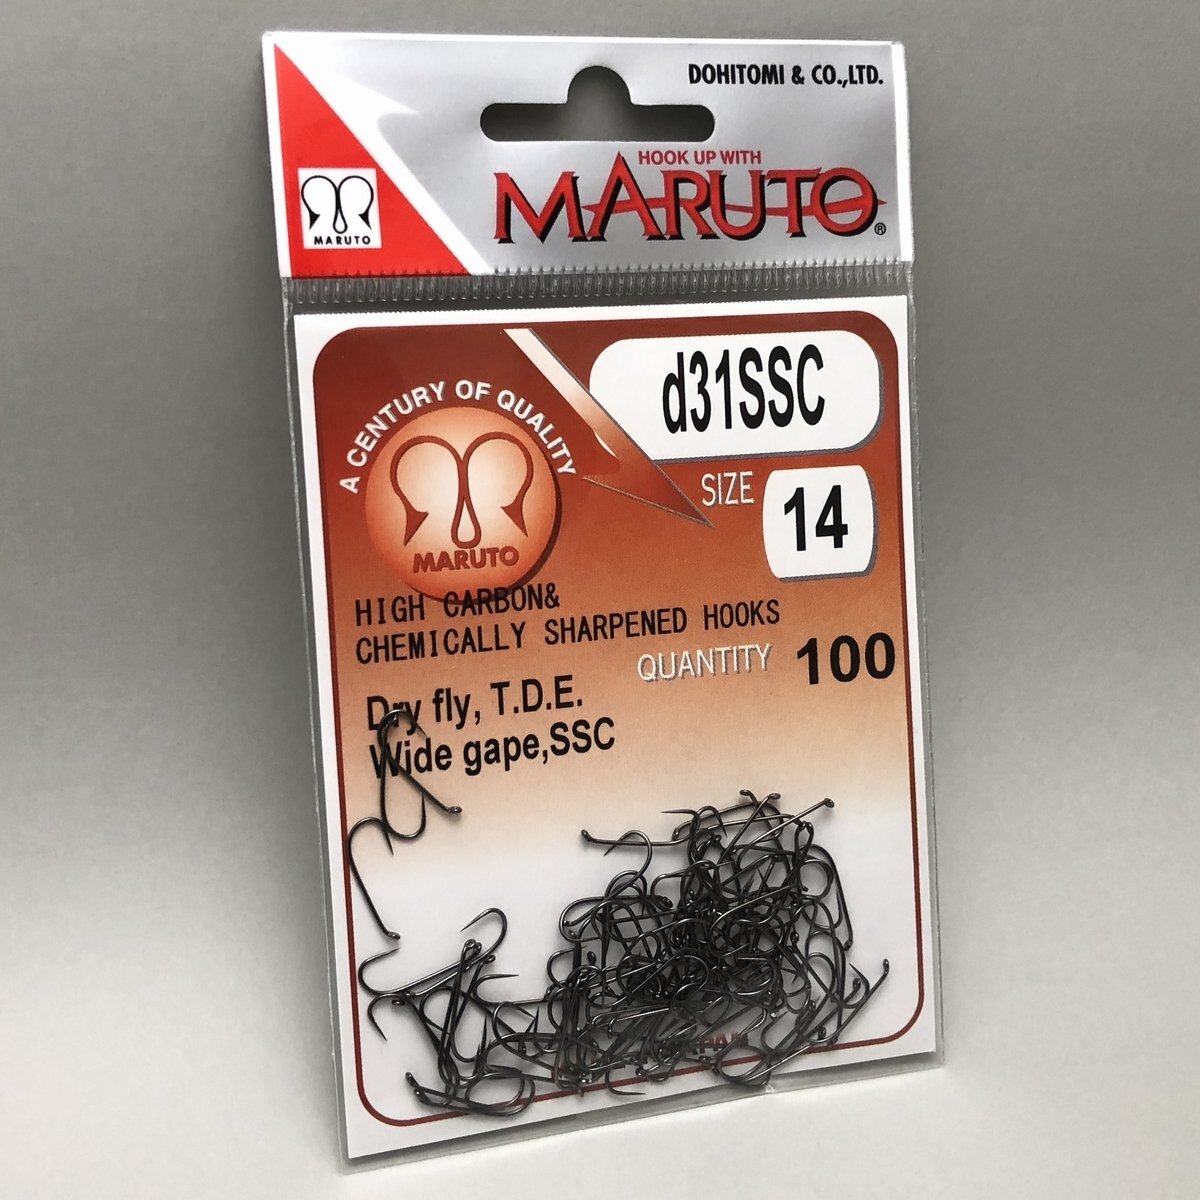 DOHITOMI & CO.,LTD.
HOOK UP WITH
MARUTO®
MARUTO
A CENTURY OF QUALITY
MARUTO
d31SSC
SIZE 14
HIGH CARBON&
CHEMICALLY SHARPENED HOOKS
QUANTITY 100
Dry fly, T.D.E.
Wide gape,SSC